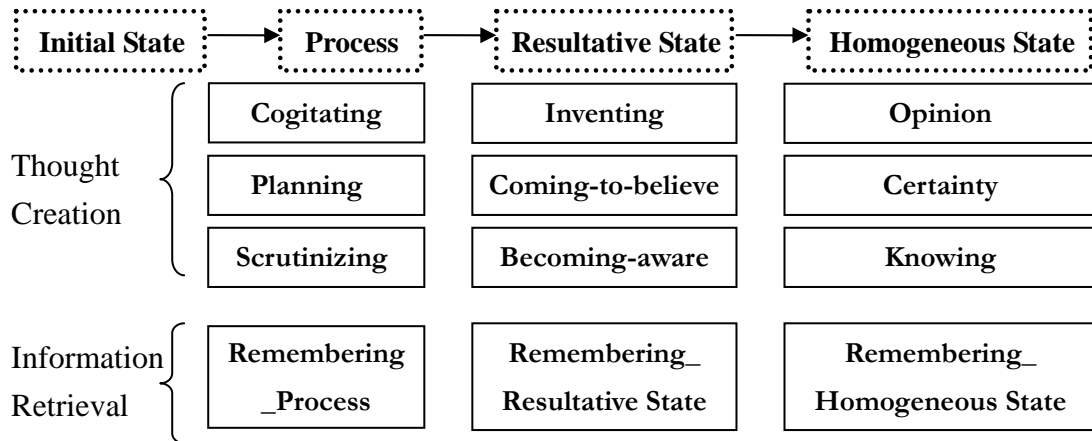 Initial State Process Resultative State Homogeneous State
Cogitating Inventing Opinion
Thought
Creation
Planning Coming-to-believe Certainty
Scrutinizing Becoming-aware Knowing
Information
Retrieval
Remembering
_Process
Remembering_
Resultative State
Remembering_
Homogeneous State